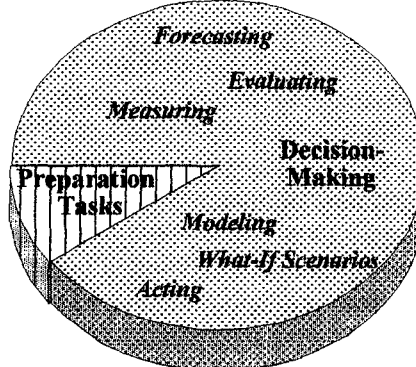 Forecasting
Evaluating
Measuring
Decision-
Making
Preparation
Tasks
Modeling
What-If Scenarios
Acting